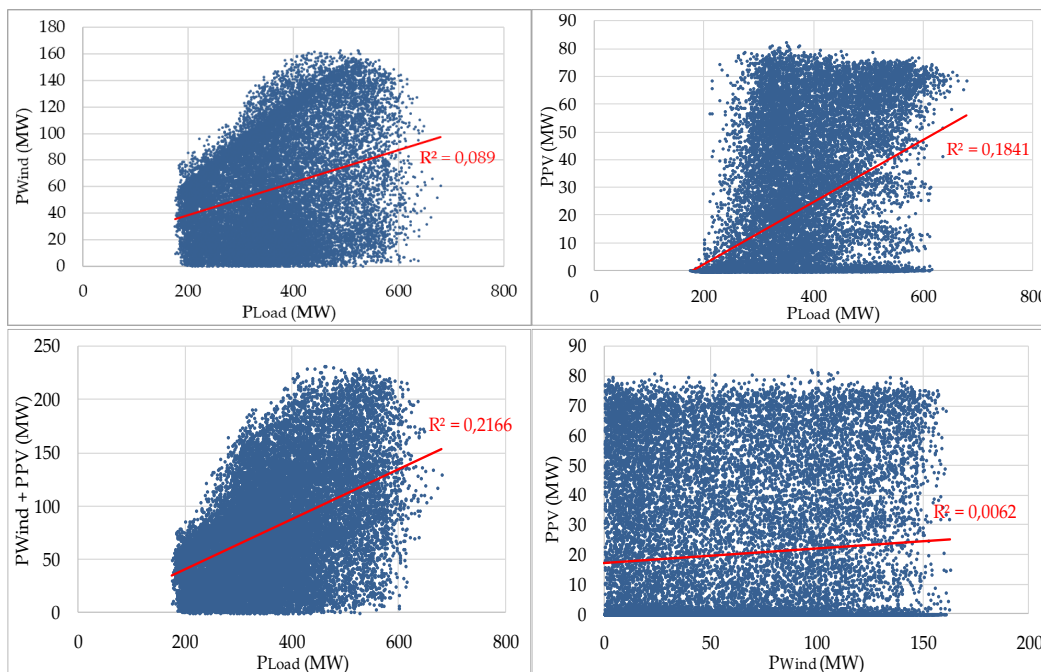 160
140
120
100
80
60
40
20
0
PWind (MW)
R² = 0,089
0 200 400 600 800
PLoad (MW)
90
80
70
60
50
40
30
20
10
0
PPV (MW)
R² = 0,1841
0 200 400 600 800
PLoad (MW)
250
200
150
100
50
0
PWind + PPV (MW)
R² = 0,2166
0 200 400 600 800
PLoad (MW)
90
80
70
60
50
40
30
20
10
0
PPV (MW)
R² = 0,0062
0 50 100 150 200
PWind (MW)